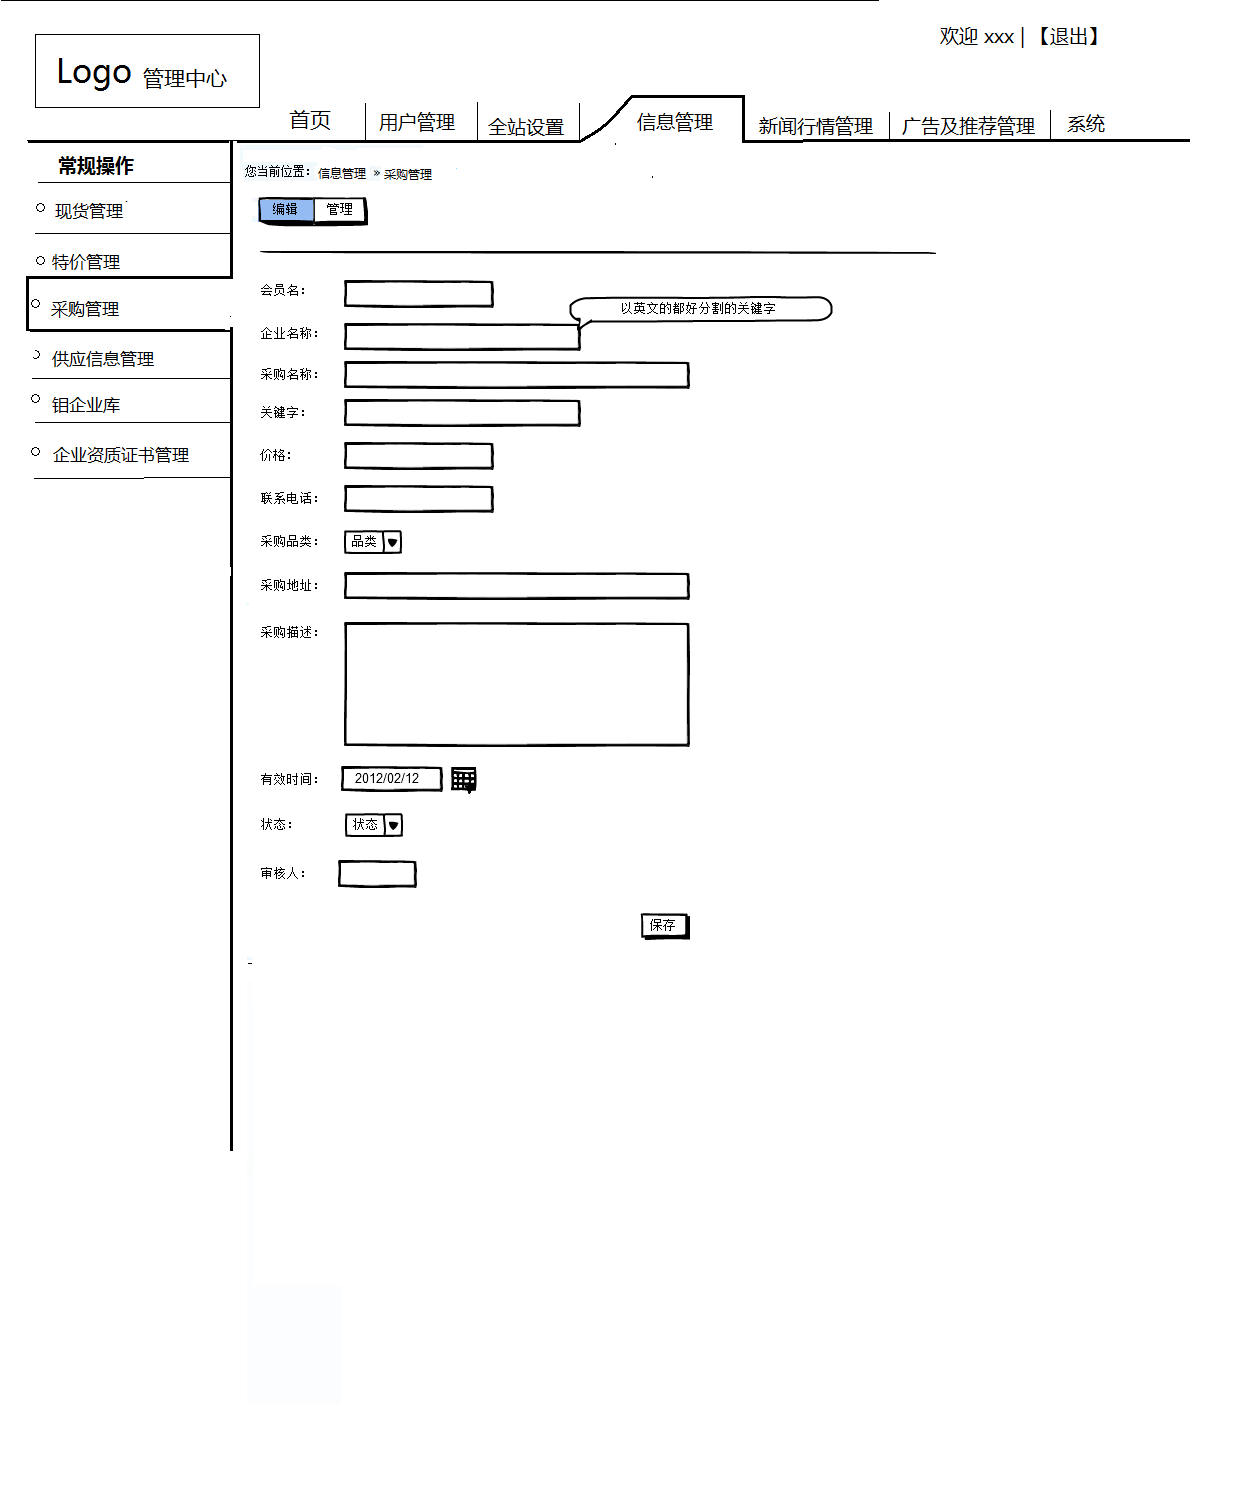 欢迎 xxx | 【退出】
Logo 管理中心
首页 用户管理 全站设置 信息管理 新闻行情管理 广告及推荐管理 系统
常规操作
现货管理
特价管理
采购管理
供应信息管理
钼企业库
企业资质证书管理
您当前位置：信息管理 » 采购管理
编辑 管理
会员名：
以英文的都好分割的关键字
企业名称：
采购名称：
关键字：
价格：
联系电话：
采购品类： 品类
采购地址：
采购描述：
有效时间： 2012/02/12
状态： 状态
审核人：
保存